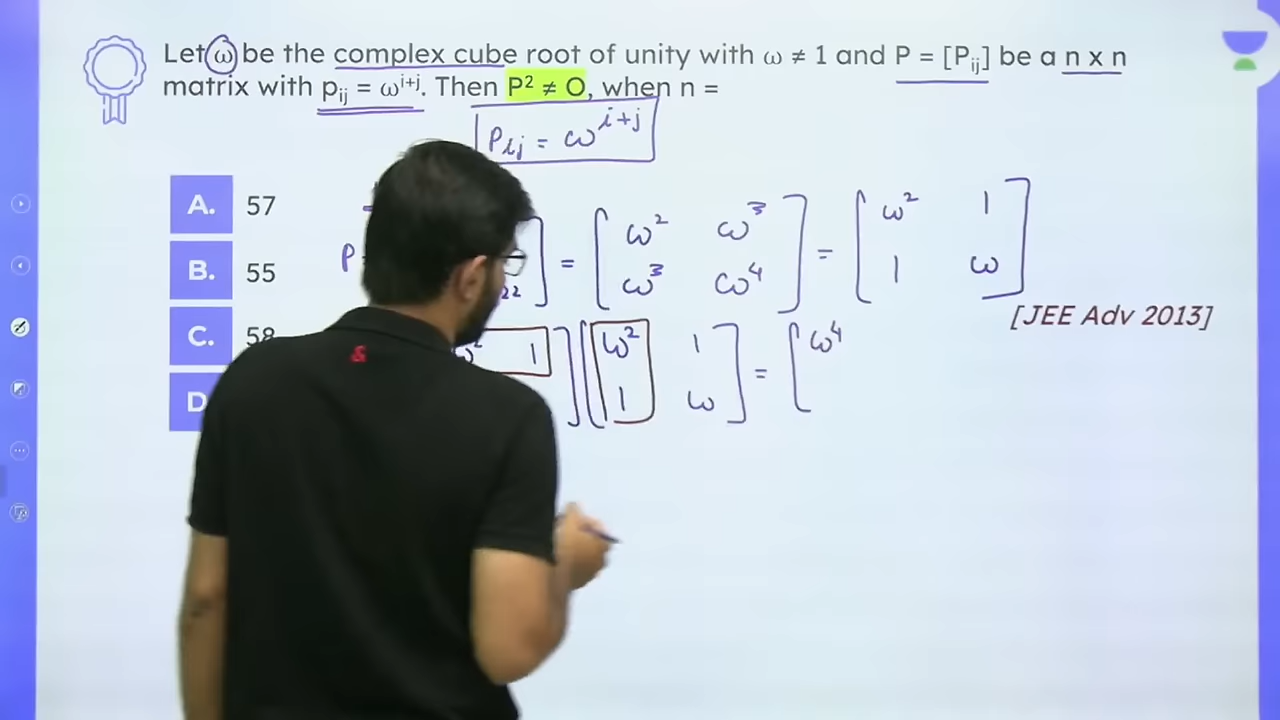 Let ω be the complex cube root of unity with ω ≠ 1 and P = [Pij] be a n x n
matrix with pij = ω^i+j. Then P² ≠ O, when n =
Pij = ω^i+j
A. 57
B. 55
C. 58
D
P
22 ] = [ ω² ω³ ω³ ω⁴ ] = [ ω² 1 1 ω ]
[JEE Adv 2013]
ω² 1 ] [ ω² 1 1 ω ] = [ ω⁴